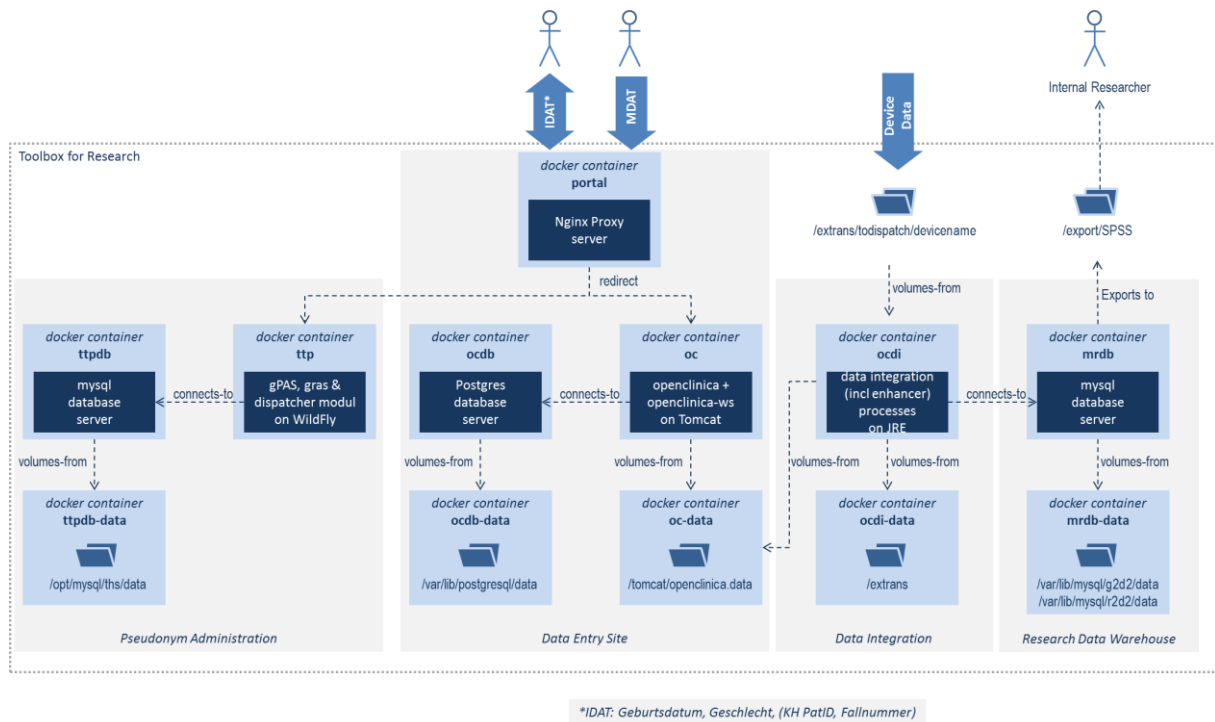 IDAT*
MDAT
Device
Data
Internal Researcher
Toolbox for Research
docker container
portal
Nginx Proxy
server
/extrans/todispatch/devicename
/export/SPSS
redirect
volumes-from
Exports to
docker container
ttpdb
mysql
database
server
connects-to
docker container
ttp
gPAS, gras &
dispatcher modul
on WildFly
docker container
ocdb
Postgres
database
server
connects-to
docker container
oc
openclinica +
openclinica-ws
on Tomcat
docker container
ocdi
data integration
(incl enhancer)
processes
on JRE
connects-to
docker container
mrdb
mysql
database
server
volumes-from
volumes-from
volumes-from
volumes-from
volumes-from
volumes-from
docker container
ttpdb-data
/opt/mysql/ths/data
docker container
ocdb-data
/var/lib/postgresql/data
docker container
oc-data
/tomcat/openclinica.data
docker container
ocdi-data
/extrans
docker container
mrdb-data
/var/lib/mysql/g2d2/data
/var/lib/mysql/r2d2/data
Pseudonym Administration
Data Entry Site
Data Integration
Research Data Warehouse
*IDAT: Geburtsdatum, Geschlecht, (KH PatID, Fallnummer)